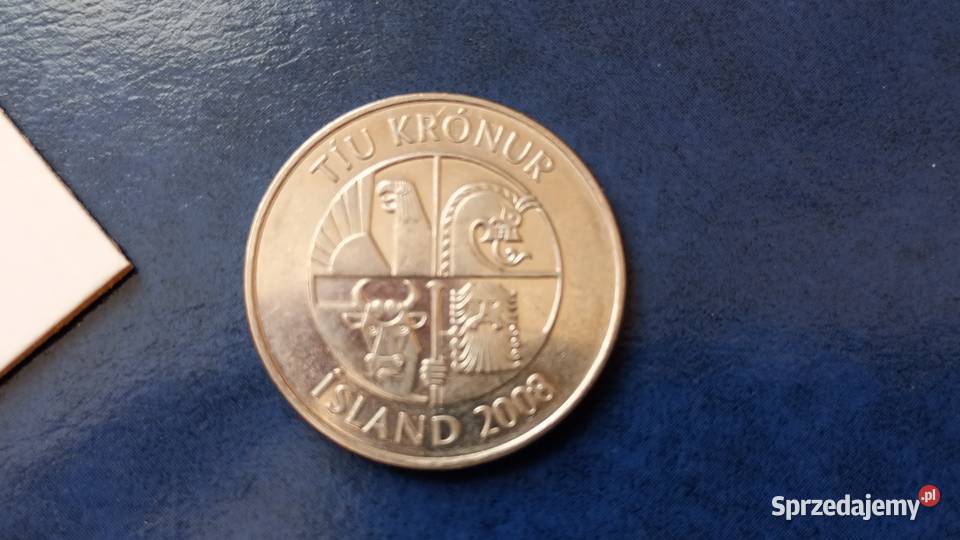 TÍU KRÓNUR
ÍSLAND 2008
Sprzedajemy.pl